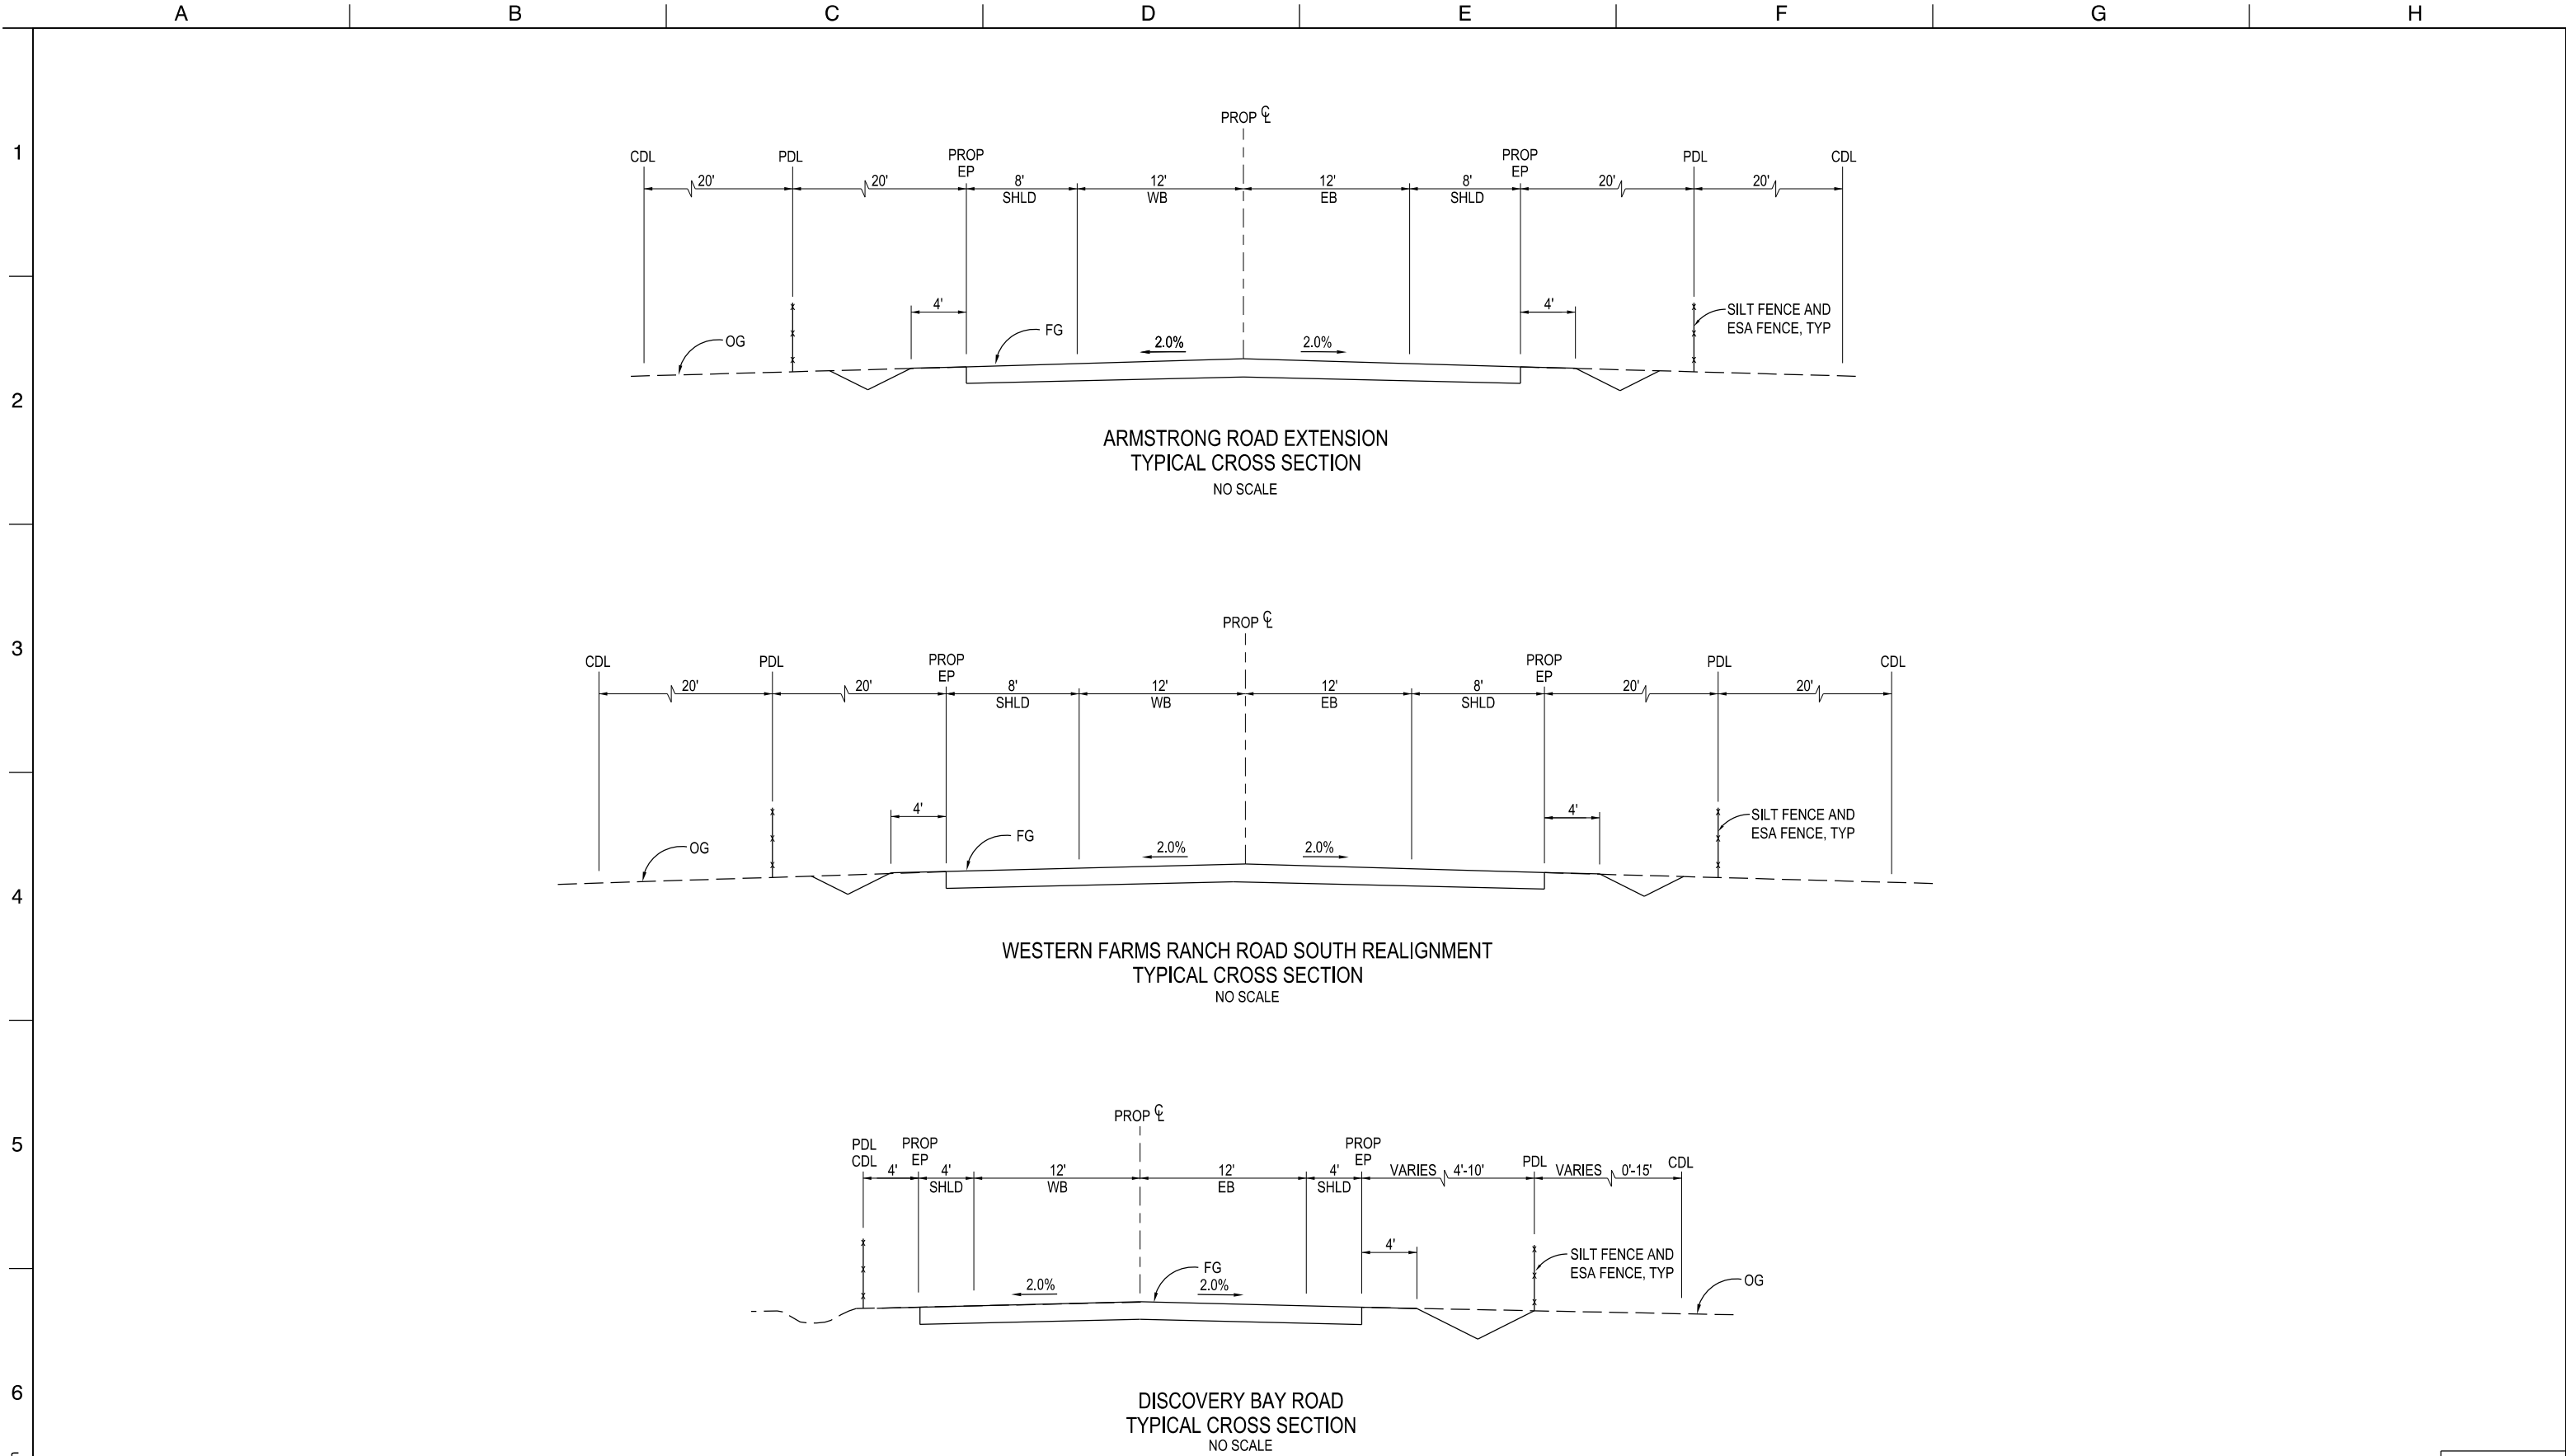 A B C D E F G H
1
2
3
4
5
6
PROP ℄
CDL PDL PROP EP PROP EP PDL CDL
20' 20' 8' SHLD 12' WB 12' EB 8' SHLD 20' 20'
4' 4'
OG FG 2.0% 2.0%
SILT FENCE AND
ESA FENCE, TYP
ARMSTRONG ROAD EXTENSION
TYPICAL CROSS SECTION
NO SCALE
PROP ℄
CDL PDL PROP EP PROP EP PDL CDL
20' 20' 8' SHLD 12' WB 12' EB 8' SHLD 20' 20'
4' 4'
OG FG 2.0% 2.0%
SILT FENCE AND
ESA FENCE, TYP
WESTERN FARMS RANCH ROAD SOUTH REALIGNMENT
TYPICAL CROSS SECTION
NO SCALE
PROP ℄
PDL CDL PROP EP PROP EP PDL CDL
4' 4' SHLD 12' WB 12' EB 4' SHLD VARIES 4'-10' VARIES 0'-15'
4'
2.0% FG 2.0%
SILT FENCE AND
ESA FENCE, TYP
OG
DISCOVERY BAY ROAD
TYPICAL CROSS SECTION
NO SCALE